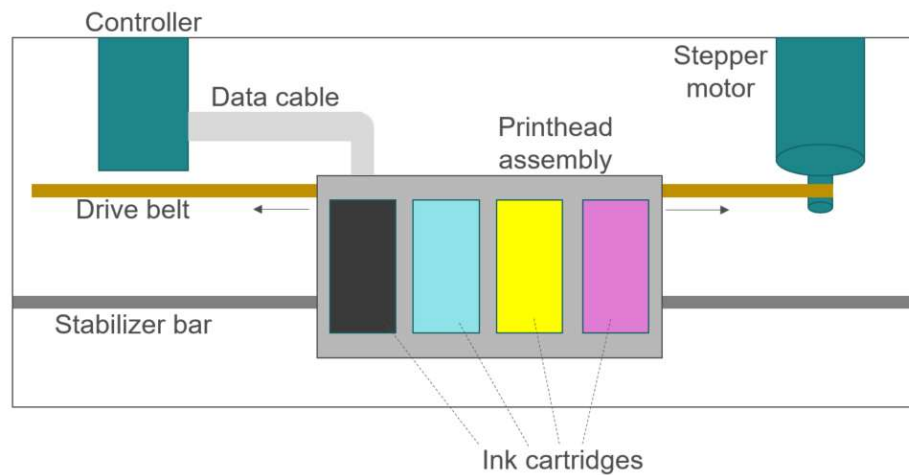 Controller
Stepper
motor
Data cable
Printhead
assembly
Drive belt
Stabilizer bar
Ink cartridges